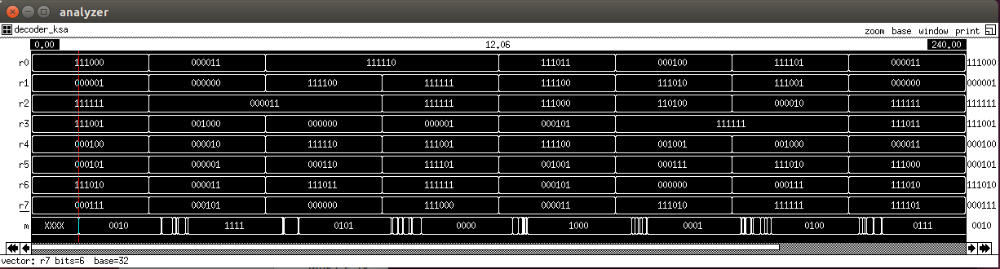 analyzer
decoder_ksa zoom base window print
0.00 12.06 240.00
r0 111000 000011 111110 111011 000100 111101 000011 111000
r1 000001 000000 111100 111111 111100 111010 111001 000000 000001
r2 111111 000011 111111 111000 110100 000010 111111 111111
r3 111001 001000 000000 000001 000101 111111 111011 111001
r4 000100 000010 111110 111001 111100 001001 001000 000011 000100
r5 000101 000001 000110 111101 001001 000111 111010 111000 000101
r6 111010 000011 111011 111111 000101 000000 000111 111010 111010
r7 000111 000101 000000 111000 000011 111010 111111 111101 000111
m XXXX 0010 1111 0101 0000 1000 0001 0100 0111 0010
vector: r7 bits=6 base=32